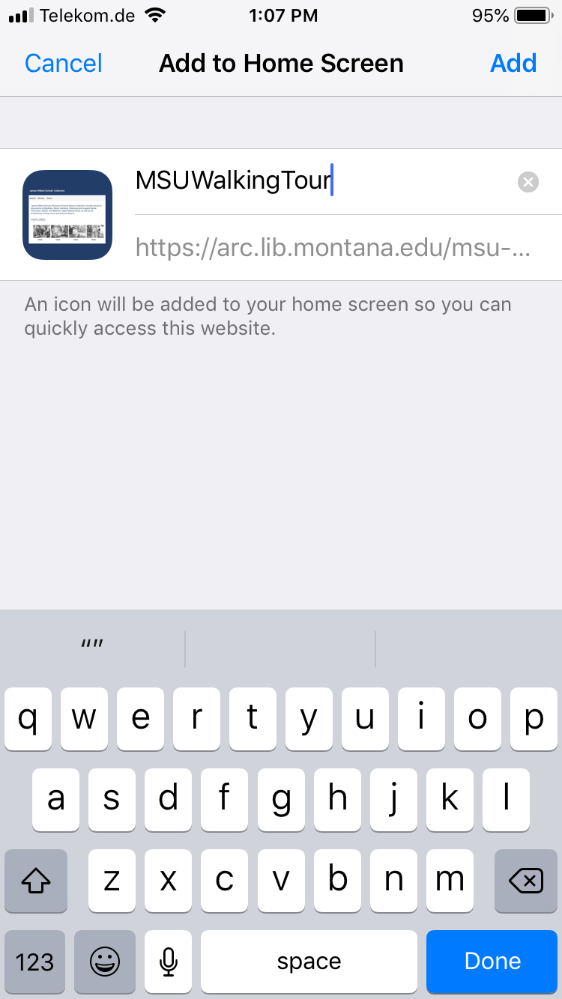 Telekom.de 1:07 PM 95%
Cancel Add to Home Screen Add
MSUWalkingTour
https://arc.lib.montana.edu/msu-...
An icon will be added to your home screen so you can
quickly access this website.
“”
q w e r t y u i o p
a s d f g h j k l
z x c v b n m
123 space Done